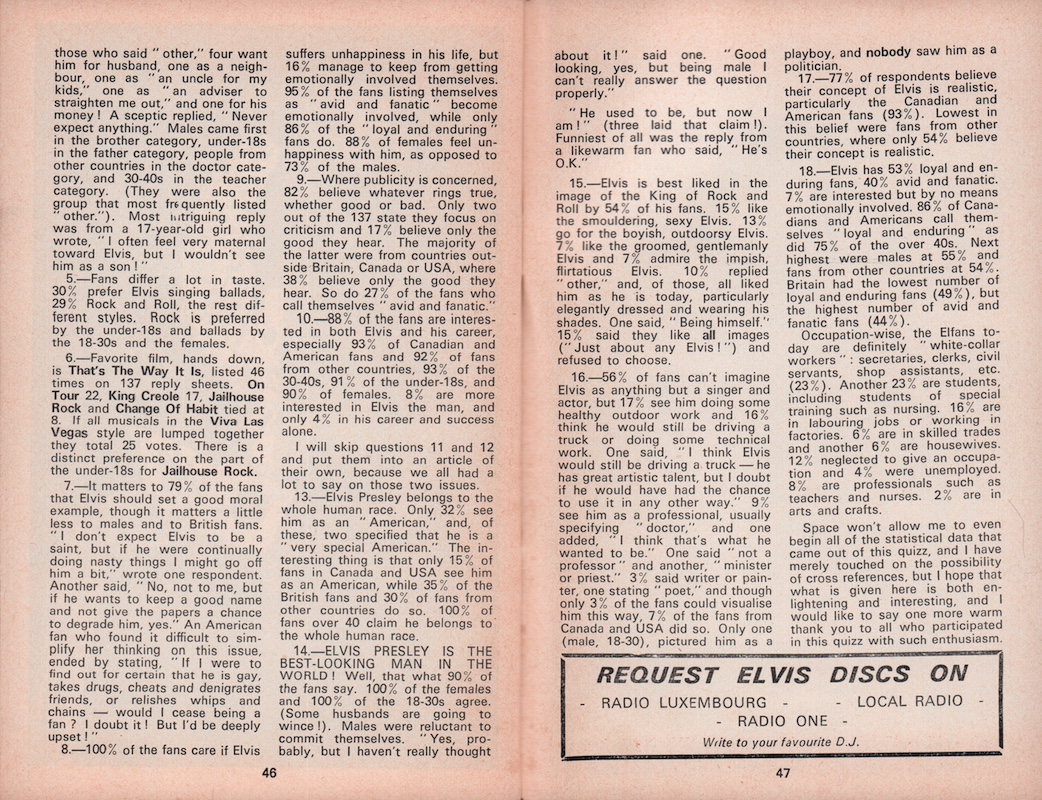 those who said "other," four want
him for husband, one as a neigh-
bour, one as "an uncle for my
kids," one as "an adviser to
straighten me out," and one for his
money! A sceptic replied, "Never
expect anything." Males came first
in the brother category, under-18s
in the father category, people from
other countries in the doctor cate-
gory, and 30-40s in the teacher
category. (They were also the
group that most frequently listed
"other."). Most intriguing reply
was from a 17-year-old girl who
wrote, "I often feel very maternal
toward Elvis, but I wouldn't see
him as a son!"
5.—Fans differ a lot in taste.
30% prefer Elvis singing ballads,
29% Rock and Roll, the rest dif-
ferent styles. Rock is preferred
by the under-18s and ballads by
the 18-30s and the females.
6.—Favorite film, hands down,
is That's The Way It Is, listed 46
times on 137 reply sheets. On
Tour 22, King Creole 17, Jailhouse
Rock and Change Of Habit tied at
8. If all musicals in the Viva Las
Vegas style are lumped together
they total 25 votes. There is a
distinct preference on the part of
the under-18s for Jailhouse Rock.
7.—It matters to 79% of the fans
that Elvis should set a good moral
example, though it matters a little
less to males and to British fans.
"I don't expect Elvis to be a
saint, but if he were continually
doing nasty things I might go off
him a bit," wrote one respondent.
Another said, "No, not to me, but
if he wants to keep a good name
and not give the papers a chance
to degrade him, yes." An American
fan who found it difficult to sim-
plify her thinking on this issue,
ended by stating, "If I were to
find out for certain that he is gay,
takes drugs, cheats and denigrates
friends, or relishes whips and
chains — would I cease being a
fan? I doubt it! But I'd be deeply
upset!"
8.—100% of the fans care if Elvis
suffers unhappiness in his life, but
16% manage to keep from getting
emotionally involved themselves.
95% of the fans listing themselves
as "avid and fanatic" become
emotionally involved, while only
86% of the "loyal and enduring"
fans do. 88% of females feel un-
happiness with him, as opposed to
73% of the males.
9.—Where publicity is concerned,
82% believe whatever rings true,
whether good or bad. Only two
out of the 137 state they focus on
criticism and 17% believe only the
good they hear. The majority of
the latter were from countries out-
side Britain, Canada or USA, where
38% believe only the good they
hear. So do 27% of the fans who
call themselves "avid and fanatic."
10.—88% of the fans are interes-
ted in both Elvis and his career,
especially 93% of Canadian and
American fans and 92% of fans
from other countries, 93% of the
30-40s, 91% of the under-18s, and
90% of females. 8% are more
interested in Elvis the man, and
only 4% in his career and success
alone.
I will skip questions 11 and 12
and put them into an article of
their own, because we all had a
lot to say on those two issues.
13.—Elvis Presley belongs to the
whole human race. Only 32% see
him as an "American," and, of
these, two specified that he is a
"very special American." The in-
teresting thing is that only 15% of
fans in Canada and USA see him
as an American, while 35% of the
British fans and 30% of fans from
other countries do so. 100% of
fans over 40 claim he belongs to
the whole human race.
14.—ELVIS PRESLEY IS THE
BEST-LOOKING MAN IN THE
WORLD! Well, that what 90% of
the fans say. 100% of the females
and 100% of the 18-30s agree.
(Some husbands are going to
wince!). Males were reluctant to
commit themselves. "Yes, pro-
bably, but I haven't really thought
46
about it!" said one. "Good
looking, yes, but being male I
can't really answer the question
properly."
"He used to be, but now I
am!" (three laid that claim!).
Funniest of all was the reply from
a likewarm fan who said, "He's
O.K."
15.—Elvis is best liked in the
image of the King of Rock and
Roll by 54% of his fans. 15% like
the smouldering, sexy Elvis. 13%
go for the boyish, outdoorsy Elvis.
7% like the groomed, gentlemanly
Elvis and 7% admire the impish,
flirtatious Elvis. 10% replied
"other," and, of those, all liked
him as he is today, particularly
elegantly dressed and wearing his
shades. One said, "Being himself."
15% said they like all images
("Just about any Elvis!") and
refused to choose.
16.—56% of fans can't imagine
Elvis as anything but a singer and
actor, but 17% see him doing some
healthy outdoor work and 16%
think he would still be driving a
truck or doing some technical
work. One said, "I think Elvis
would still be driving a truck — he
has great artistic talent, but I doubt
if he would have had the chance
to use it in any other way." 9%
see him as a professional, usually
specifying "doctor," and one
added, "I think that's what he
wanted to be." One said "not a
professor" and another, "minister
or priest." 3% said writer or pain-
ter, one stating "poet," and though
only 3% of the fans could visualise
him this way, 7% of the fans from
Canada and USA did so. Only one
(male, 18-30), pictured him as a
playboy, and nobody saw him as a
politician.
17.—77% of respondents believe
their concept of Elvis is realistic,
particularly the Canadian and
American fans (93%). Lowest in
this belief were fans from other
countries, where only 54% believe
their concept is realistic.
18.—Elvis has 53% loyal and en-
during fans, 40% avid and fanatic.
7% are interested but by no means
emotionally involved. 86% of Cana-
dians and Americans call them-
selves "loyal and enduring" as
did 75% of the over 40s. Next
highest were males at 55% and
fans from other countries at 54%.
Britain had the lowest number of
loyal and enduring fans (49%), but
the highest number of avid and
fanatic fans (44%).
Occupation-wise, the Elfans to-
day are definitely "white-collar
workers": secretaries, clerks, civil
servants, shop assistants, etc.
(23%). Another 23% are students,
including students of special
training such as nursing. 16% are
in labouring jobs or working in
factories. 6% are in skilled trades
and another 6% are housewives.
12% neglected to give an occupa-
tion and 4% were unemployed.
8% are professionals such as
teachers and nurses. 2% are in
arts and crafts.
Space won't allow me to even
begin all of the statistical data that
came out of this quizz, and I have
merely touched on the possibility
of cross references, but I hope that
what is given here is both en-
lightening and interesting, and I
would like to say one more warm
thank you to all who participated
in this quizz with such enthusiasm.
REQUEST ELVIS DISCS ON
- RADIO LUXEMBOURG - - LOCAL RADIO -
- RADIO ONE -
Write to your favourite D.J.
47